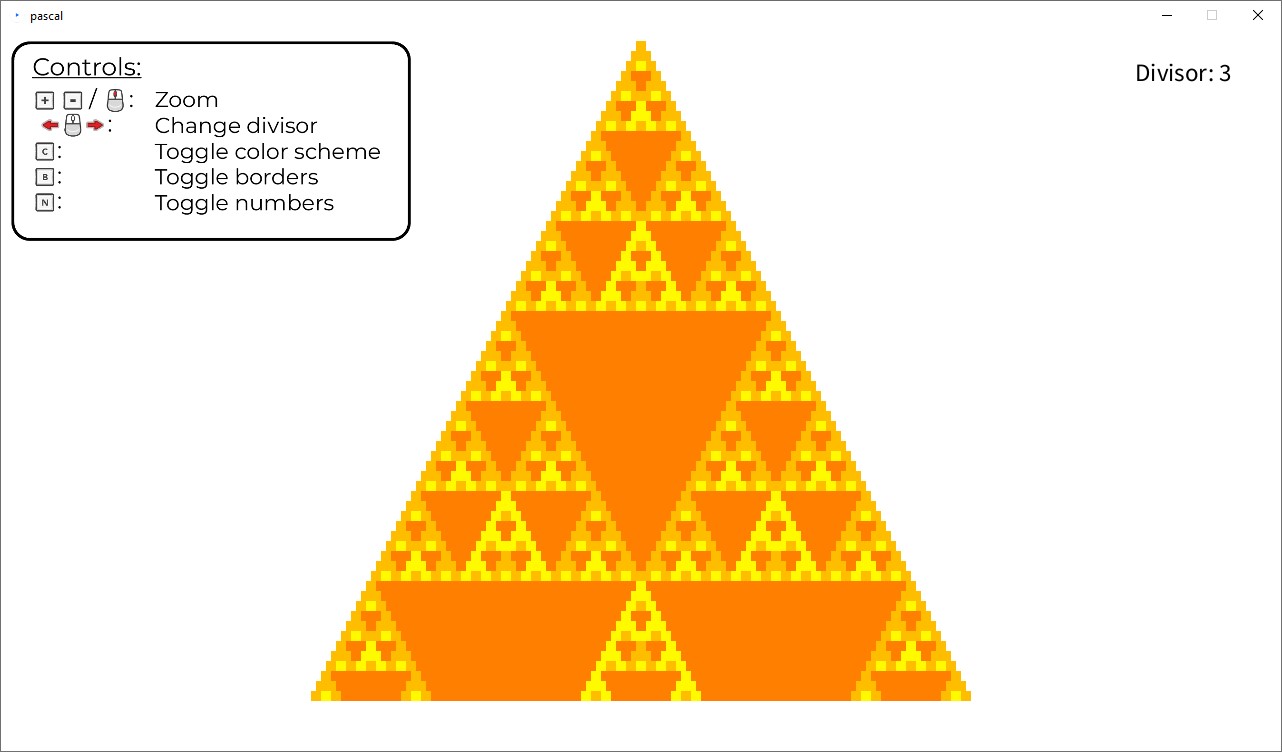 pascal
Controls:
+ - / : Zoom
: Change divisor
C : Toggle color scheme
B : Toggle borders
N : Toggle numbers
Divisor: 3